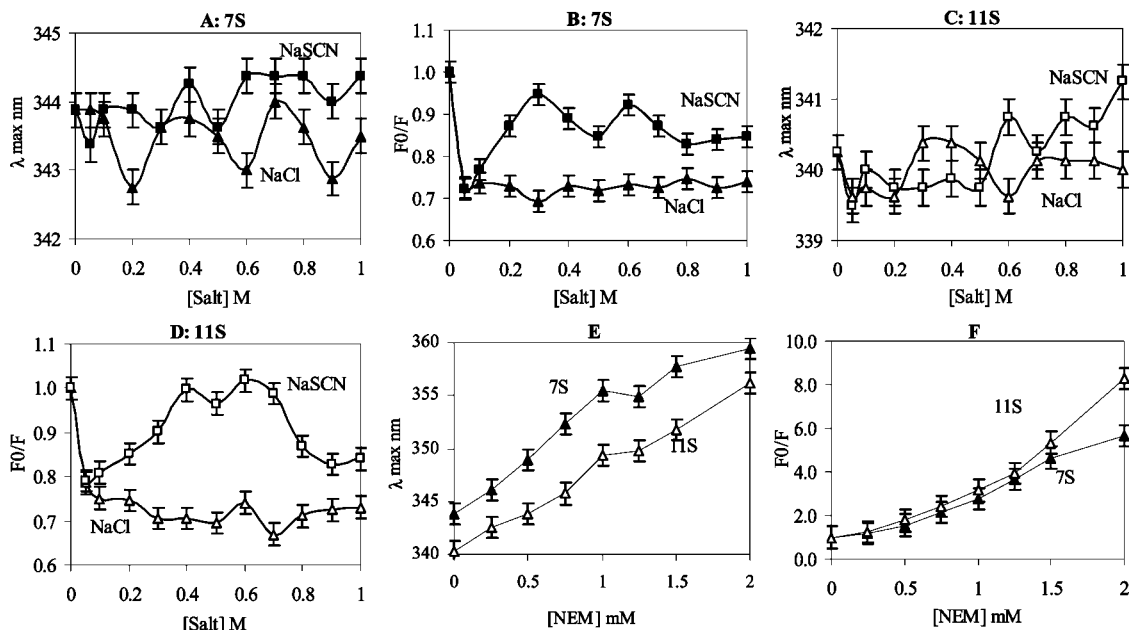 A: 7S
345
344
343
342
λ max nm
NaSCN
NaCl
0 0.2 0.4 0.6 0.8 1
[Salt] M
B: 7S
1.1
1.0
0.9
0.8
0.7
0.6
F0/F
NaSCN
NaCl
0 0.2 0.4 0.6 0.8 1
[Salt] M
C: 11S
342
341
340
339
λ max nm
NaSCN
NaCl
0 0.2 0.4 0.6 0.8 1
[Salt] M
D: 11S
1.1
1.0
0.9
0.8
0.7
0.6
F0/F
NaSCN
NaCl
0 0.2 0.4 0.6 0.8 1
[Salt] M
E
360
355
350
345
340
λ max nm
7S
11S
0 0.5 1 1.5 2
[NEM] mM
F
10.0
8.0
6.0
4.0
2.0
0.0
F0/F
11S
7S
0 0.5 1 1.5 2
[NEM] mM